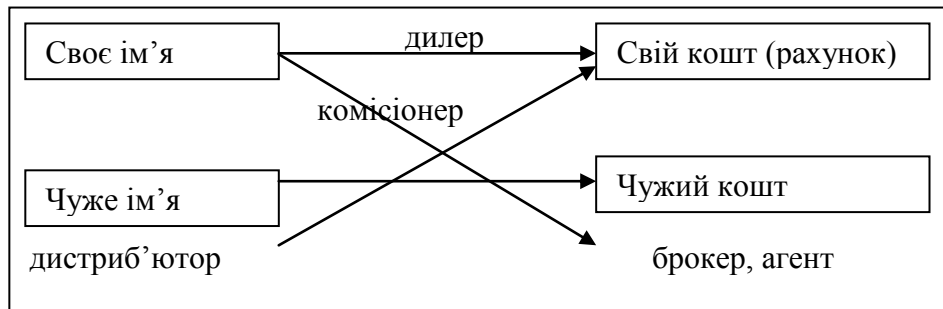 дилер
Своє ім’я
Свій кошт (рахунок)
комісіонер
Чуже ім’я
Чужий кошт
дистриб’ютор
брокер, агент